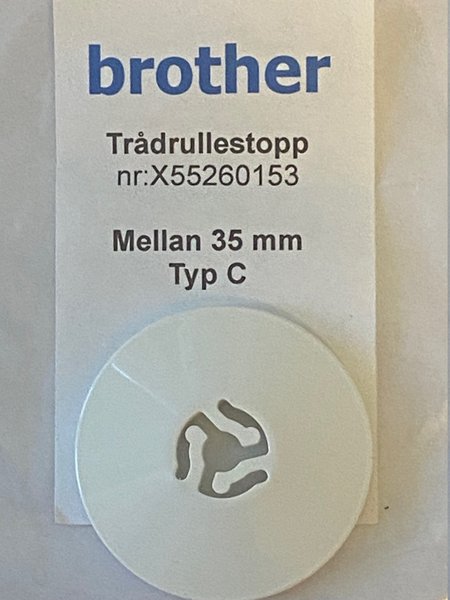 brother
Trådrullestopp
nr:X55260153
Mellan 35 mm
Typ C